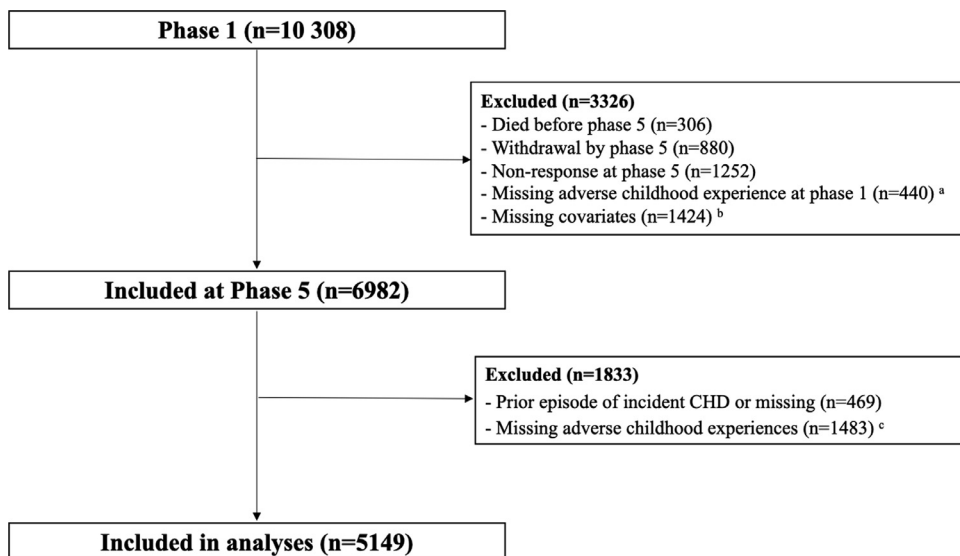 Phase 1 (n=10 308)
Excluded (n=3326)
- Died before phase 5 (n=306)
- Withdrawal by phase 5 (n=880)
- Non-response at phase 5 (n=1252)
- Missing adverse childhood experience at phase 1 (n=440) ᵃ
- Missing covariates (n=1424) ᵇ
Included at Phase 5 (n=6982)
Excluded (n=1833)
- Prior episode of incident CHD or missing (n=469)
- Missing adverse childhood experiences (n=1483) ᶜ
Included in analyses (n=5149)